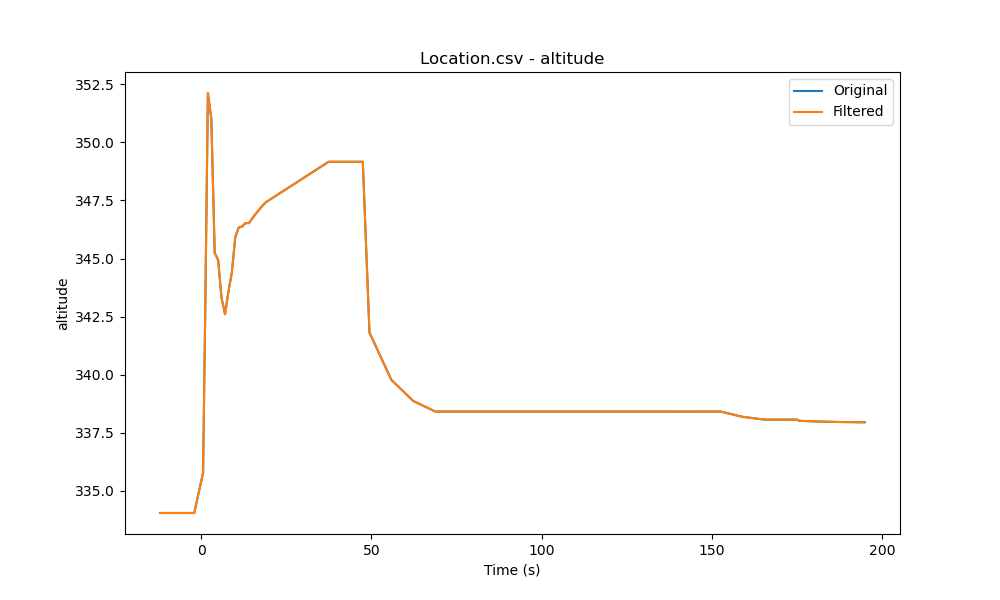 Location.csv - altitude
Original
Filtered
352.5
350.0
347.5
345.0
342.5
340.0
337.5
335.0
altitude
0 50 100 150 200
Time (s)